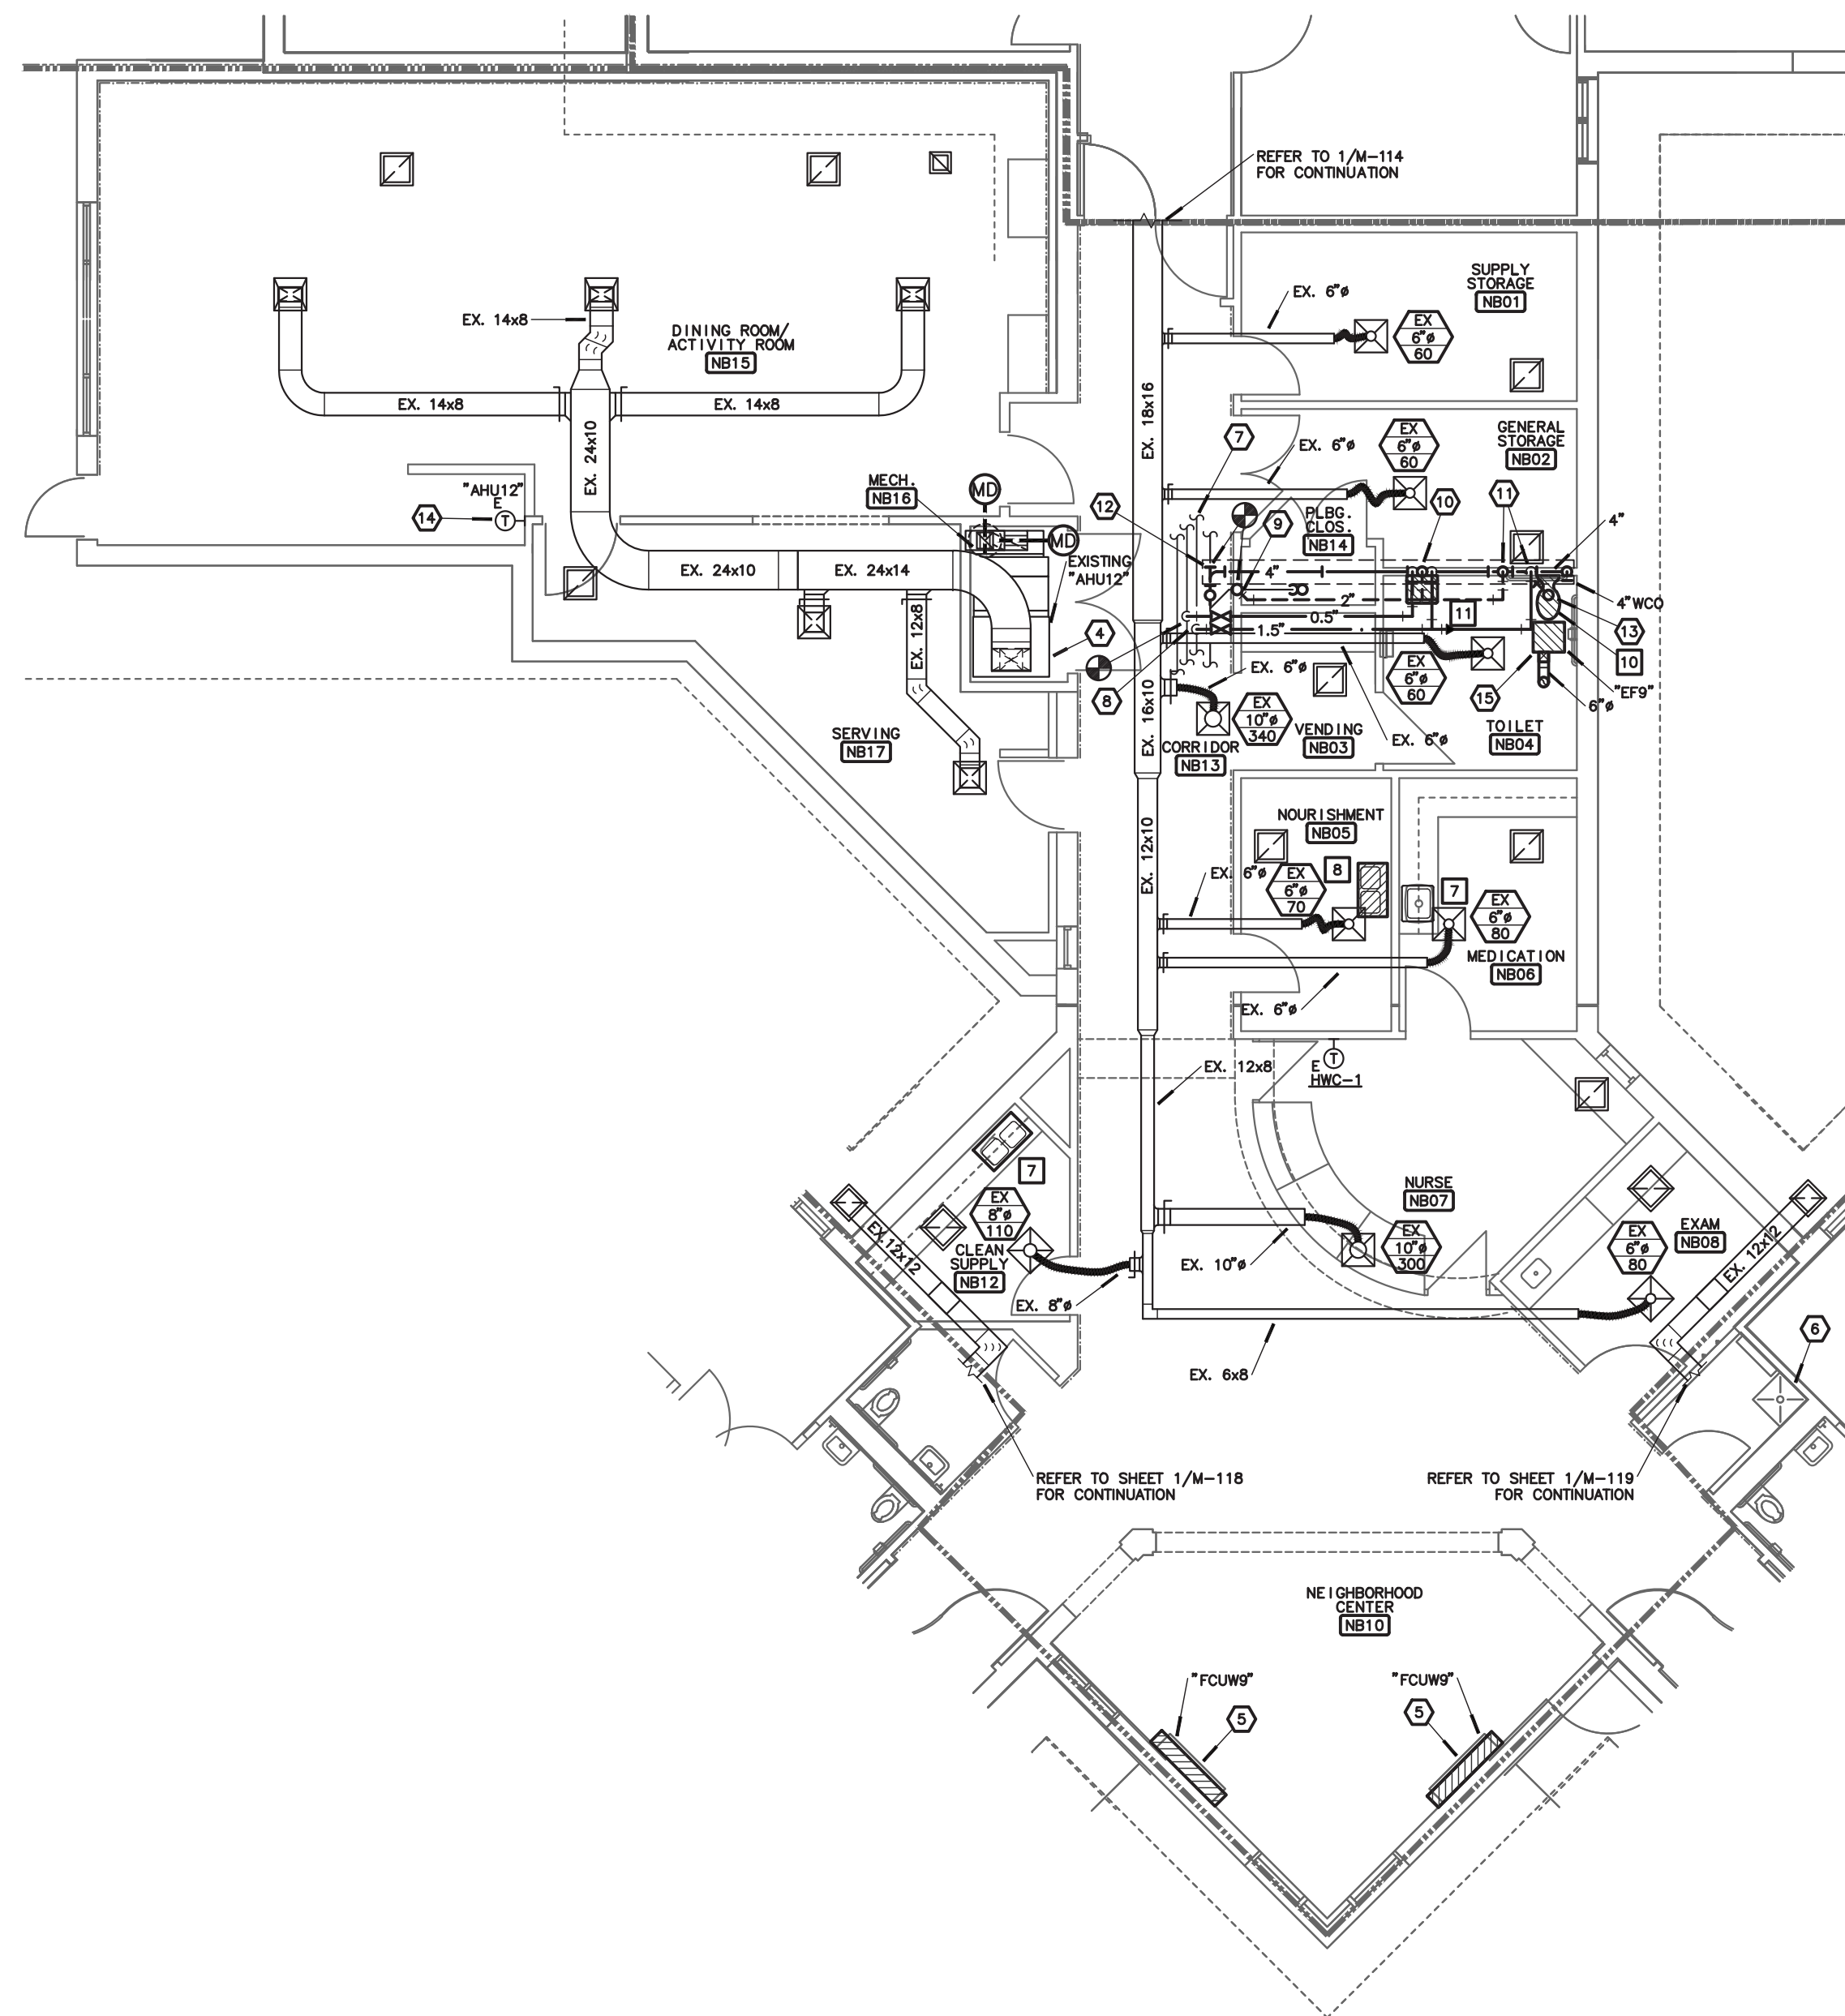 REFER TO 1/M-114
FOR CONTINUATION
SUPPLY
STORAGE
NB01
EX. 6"ø
EX
6"ø
60
EX. 14x8
DINING ROOM/
ACTIVITY ROOM
NB15
EX. 14x8
EX. 14x8
EX. 18x16
EX. 24x10
7
EX. 6"ø
EX
6"ø
60
GENERAL
STORAGE
NB02
"AHU12"
E
T
14
MECH.
NB16
MD
MD
12
9
PLBG.
CLOS.
NB14
10
11
4"
EXISTING
"AHU12"
EX. 24x10
EX. 24x14
4"
2"
0.5"
1.5"
11
4"WCO
13
10
"EF9"
6"ø
15
4
8
EX. 12x8
EX. 6"ø
EX
6"ø
60
EX. 16x10
EX
10"ø
340
CORRIDOR
NB13
VENDING
NB03
EX. 6"ø
TOILET
NB04
SERVING
NB17
NOURISHMENT
NB05
EX. 12x10
EX. 6"ø
EX
6"ø
70
8
7
EX
6"ø
80
MEDICATION
NB06
EX. 6"ø
EX. 12x8
E
T
HWC-1
7
EX
8"ø
110
CLEAN
SUPPLY
NB12
EX.12x12
EX. 8"ø
NURSE
NB07
EX
10"ø
300
EX. 10"ø
EXAM
NB08
EX
6"ø
80
EX. 12x12
EX. 6x8
6
REFER TO SHEET 1/M-118
FOR CONTINUATION
REFER TO SHEET 1/M-119
FOR CONTINUATION
NEIGHBORHOOD
CENTER
NB10
"FCUW9"
5
"FCUW9"
5